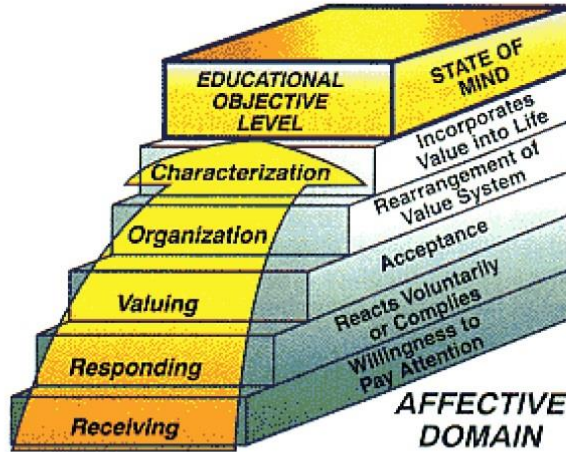 EDUCATIONAL
OBJECTIVE
LEVEL
STATE OF
MIND
Characterization
Incorporates
Value into Life
Organization
Rearrangement of
Value System
Valuing
Acceptance
Responding
Reacts Voluntarily
or Complies
Receiving
Willingness to
Pay Attention
AFFECTIVE
DOMAIN